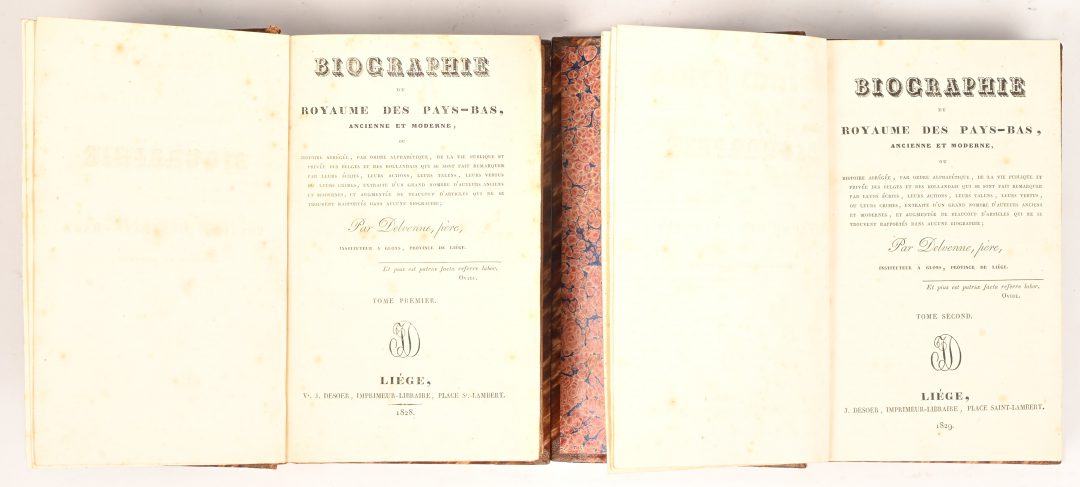 BIOGRAPHIE
DU
ROYAUME DES PAYS-BAS,
ANCIENNE ET MODERNE,
OU
HISTOIRE ABRÉGÉE, PAR ORDRE ALPHABÉTIQUE, DE LA VIE PUBLIQUE ET
PRIVÉE DES BELGES ET DES HOLLANDAIS QUI SE SONT FAIT REMARQUER
PAR LEURS ÉCRITS, LEURS ACTIONS, LEURS TALENS, LEURS VERTUS
OU LEURS CRIMES, EXTRAITE D'UN GRAND NOMBRE D'AUTEURS ANCIENS
ET MODERNES, ET AUGMENTÉE DE BEAUCOUP D'ARTICLES QUI NE SE
TROUVENT RAPPORTÉS DANS AUCUNE BIOGRAPHIE;
Par Delvenne, père,
INSTITUTEUR À GLONS, PROVINCE DE LIÉGE.
Et pius est patriæ facta referre labor.
OVIDE.
TOME PREMIER.
JD
LIÉGE,
Ve. J. DESOER, IMPRIMEUR-LIBRAIRE, PLACE St.-LAMBERT.
1828.
BIOGRAPHIE
DU
ROYAUME DES PAYS-BAS,
ANCIENNE ET MODERNE,
OU
HISTOIRE ABRÉGÉE, PAR ORDRE ALPHABÉTIQUE, DE LA VIE PUBLIQUE ET
PRIVÉE DES BELGES ET DES HOLLANDAIS QUI SE SONT FAIT REMARQUER
PAR LEURS ÉCRITS, LEURS ACTIONS, LEURS TALENS, LEURS VERTUS,
OU LEURS CRIMES, EXTRAITE D'UN GRAND NOMBRE D'AUTEURS ANCIENS
ET MODERNES, ET AUGMENTÉE DE BEAUCOUP D'ARTICLES QUI NE SE
TROUVENT RAPPORTÉS DANS AUCUNE BIOGRAPHIE;
Par Delvenne, père,
INSTITUTEUR À GLONS, PROVINCE DE LIÉGE.
Et pius est patriæ facta referre labor.
OVIDE.
TOME SECOND.
JD
LIÉGE,
J. DESOER, IMPRIMEUR-LIBRAIRE, PLACE SAINT-LAMBERT.
1829.